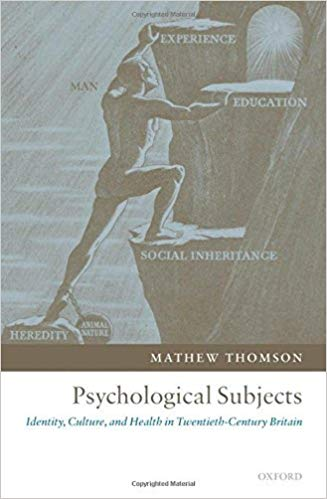 EXPERIENCE
MAN
EDUCATION
SOCIAL INHERITANCE
HEREDITY
ANIMAL
NATURE
MATHEW THOMSON
Psychological Subjects
Identity, Culture, and Health in Twentieth-Century Britain
OXFORD